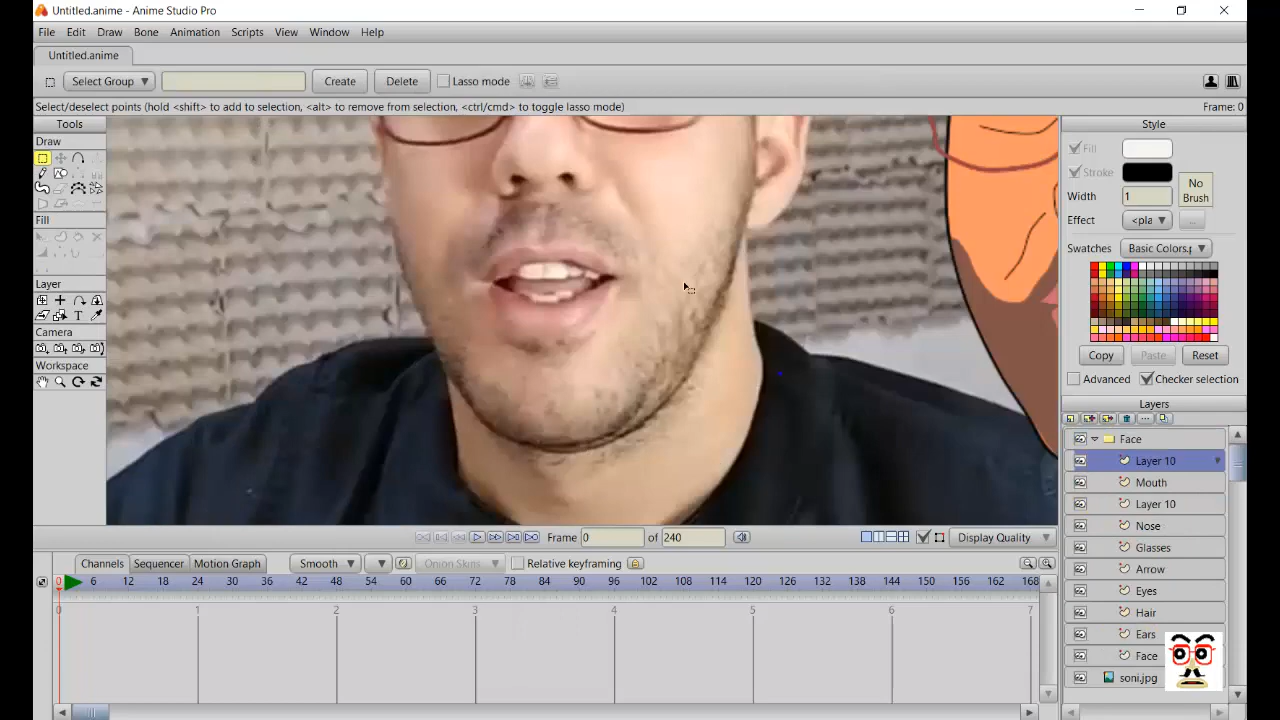 Untitled.anime - Anime Studio Pro
File Edit Draw Bone Animation Scripts View Window Help
Untitled.anime
Select Group Create Delete Lasso mode
Select/deselect points (hold <shift> to add to selection, <alt> to remove from selection, <ctrl/cmd> to toggle lasso mode)
Frame: 0
Tools
Draw
Fill
Layer
Camera
Workspace
Style
Fill
Stroke
Width 1
No
Brush
Effect <pla ...
Swatches Basic Colors.p
Copy Paste Reset
Advanced Checker selection
Layers
Face
Layer 10
Mouth
Layer 10
Nose
Glasses
Arrow
Eyes
Hair
Ears
Face
soni.jpg
Frame 0 of 240 Display Quality
Channels Sequencer Motion Graph Smooth Onion Skins Relative keyframing
0 6 12 18 24 30 36 42 48 54 60 66 72 78 84 90 96 102 108 114 120 126 132 138 144 150 156 162 168
0 1 2 3 4 5 6 7